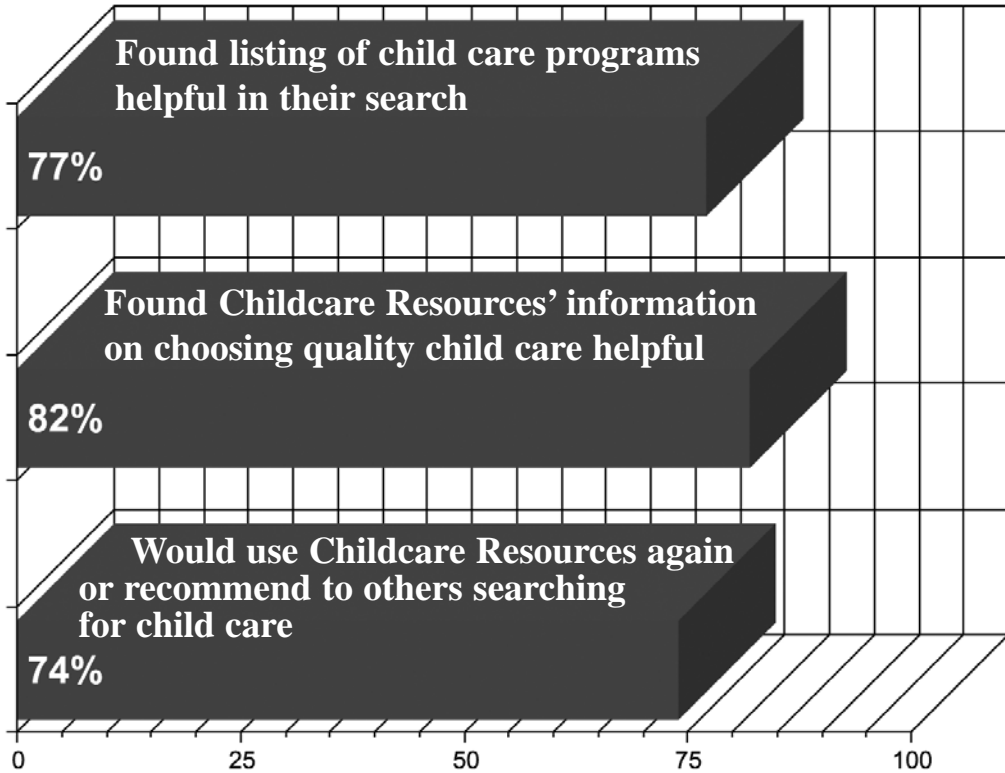 Found listing of child care programs
helpful in their search
77%
Found Childcare Resources’ information
on choosing quality child care helpful
82%
Would use Childcare Resources again
or recommend to others searching
for child care
74%
0 25 50 75 100